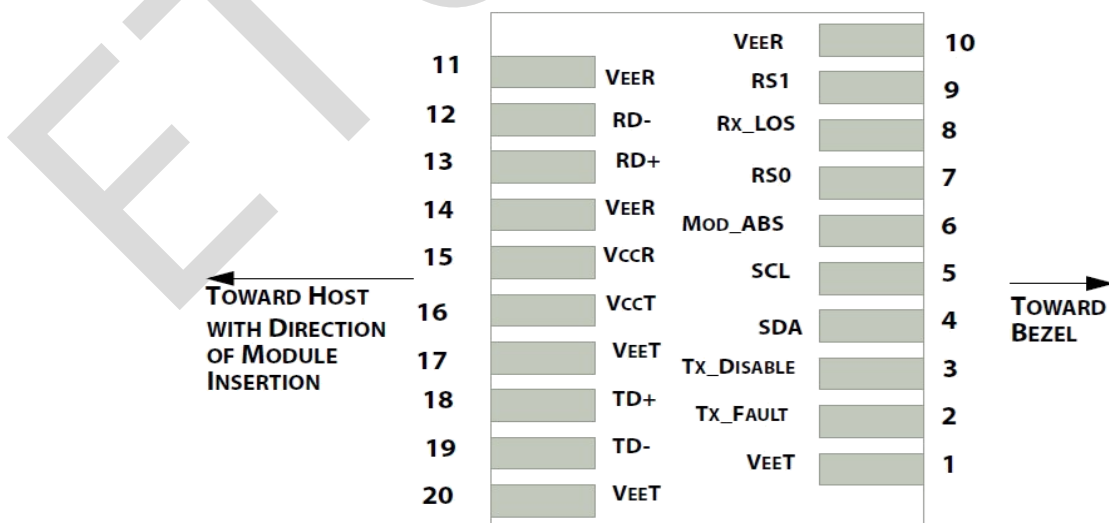 11 VEER
12 RD-
13 RD+
14 VEER
15 VCCR
16 VCCT
17 VEET
18 TD+
19 TD-
20 VEET
VEER 10
RS1 9
RX_LOS 8
RS0 7
MOD_ABS 6
SCL 5
SDA 4
TX_DISABLE 3
TX_FAULT 2
VEET 1
TOWARD HOST
WITH DIRECTION
OF MODULE
INSERTION
TOWARD
BEZEL